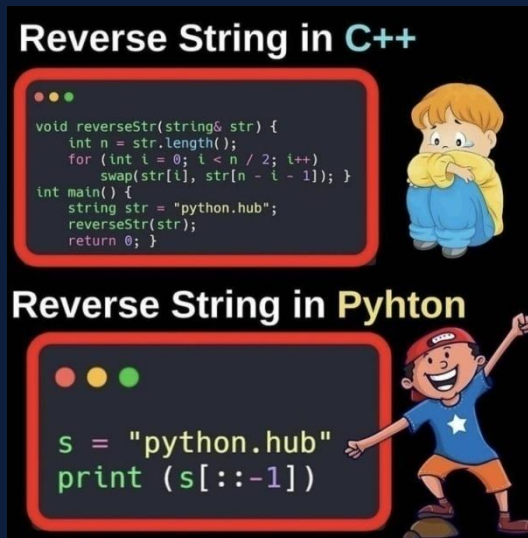 Reverse String in C++
void reverseStr(string& str) {
    int n = str.length();
    for (int i = 0; i < n / 2; i++)
        swap(str[i], str[n - i - 1]); }
int main() {
    string str = "python.hub";
    reverseStr(str);
    return 0; }
Reverse String in Pyhton
s = "python.hub"
print (s[::-1])